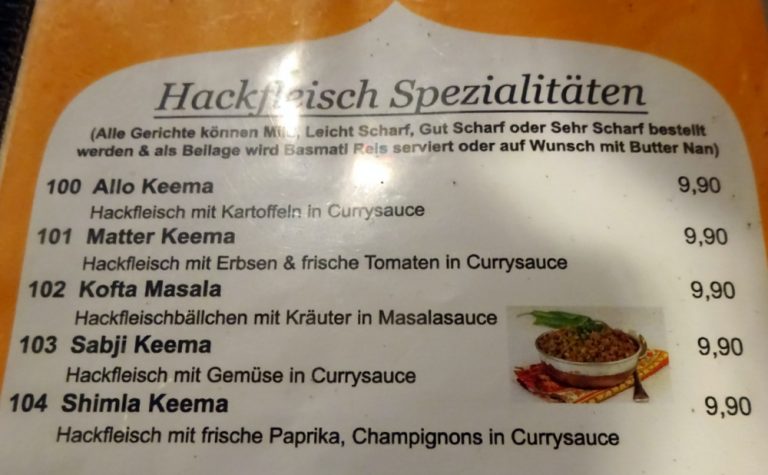 Hackfleisch Spezialitäten
(Alle Gerichte können Mild, Leicht Scharf, Gut Scharf oder Sehr Scharf bestellt
werden & als Beilage wird Basmati Reis serviert oder auf Wunsch mit Butter Nan)
100 Allo Keema 9,90
Hackfleisch mit Kartoffeln in Currysauce
101 Matter Keema 9,90
Hackfleisch mit Erbsen & frische Tomaten in Currysauce
102 Kofta Masala 9,90
Hackfleischbällchen mit Kräuter in Masalasauce
103 Sabji Keema 9,90
Hackfleisch mit Gemüse in Currysauce
104 Shimla Keema 9,90
Hackfleisch mit frische Paprika, Champignons in Currysauce